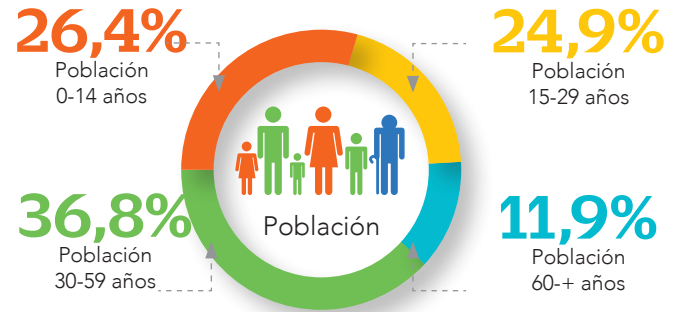 26,4%
Población
0-14 años
24,9%
Población
15-29 años
Población
36,8%
Población
30-59 años
11,9%
Población
60-+ años